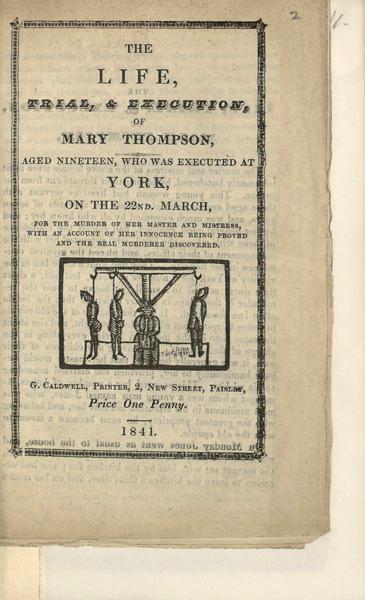 2
11.
THE
LIFE,
TRIAL, & EXECUTION,
OF
MARY THOMPSON,
AGED NINETEEN, WHO WAS EXECUTED AT
YORK,
ON THE 22ND. MARCH,
FOR THE MURDER OF HER MASTER AND MISTRESS,
WITH AN ACCOUNT OF HER INNOCENCE BEING PROVED
AND THE REAL MURDERER DISCOVERED.
G. CALDWELL, PRINTER, 2, NEW STREET, PAISLEY,
Price One Penny.
1841.